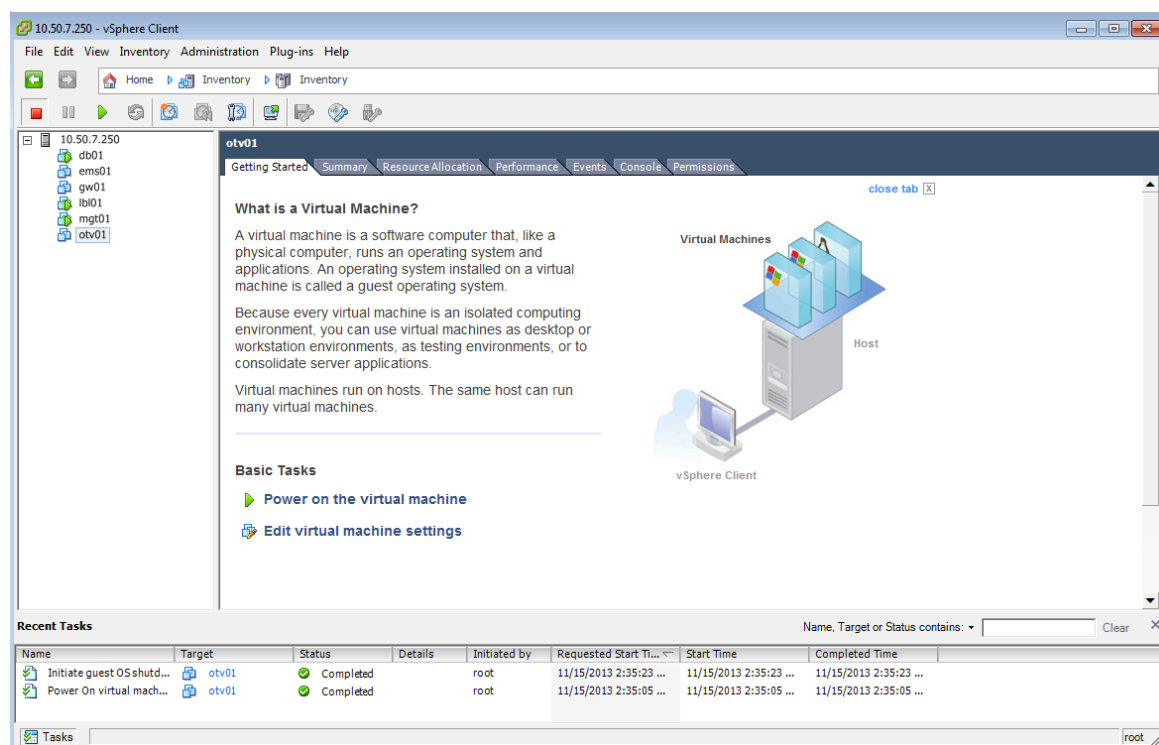 10.50.7.250 - vSphere Client
File Edit View Inventory Administration Plug-ins Help
Home Inventory Inventory
10.50.7.250
db01
ems01
gw01
lbl01
mgt01
otv01
otv01
Getting Started Summary Resource Allocation Performance Events Console Permissions
close tab X
What is a Virtual Machine?
A virtual machine is a software computer that, like a
physical computer, runs an operating system and
applications. An operating system installed on a virtual
machine is called a guest operating system.
Because every virtual machine is an isolated computing
environment, you can use virtual machines as desktop or
workstation environments, as testing environments, or to
consolidate server applications.
Virtual machines run on hosts. The same host can run
many virtual machines.
Virtual Machines
Host
vSphere Client
Basic Tasks
Power on the virtual machine
Edit virtual machine settings
Recent Tasks Name, Target or Status contains: Clear
Name Target Status Details Initiated by Requested Start Ti... Start Time Completed Time
Initiate guest OS shutd... otv01 Completed root 11/15/2013 2:35:23 ... 11/15/2013 2:35:23 ... 11/15/2013 2:35:23 ...
Power On virtual mach... otv01 Completed root 11/15/2013 2:35:05 ... 11/15/2013 2:35:05 ... 11/15/2013 2:35:05 ...
Tasks root